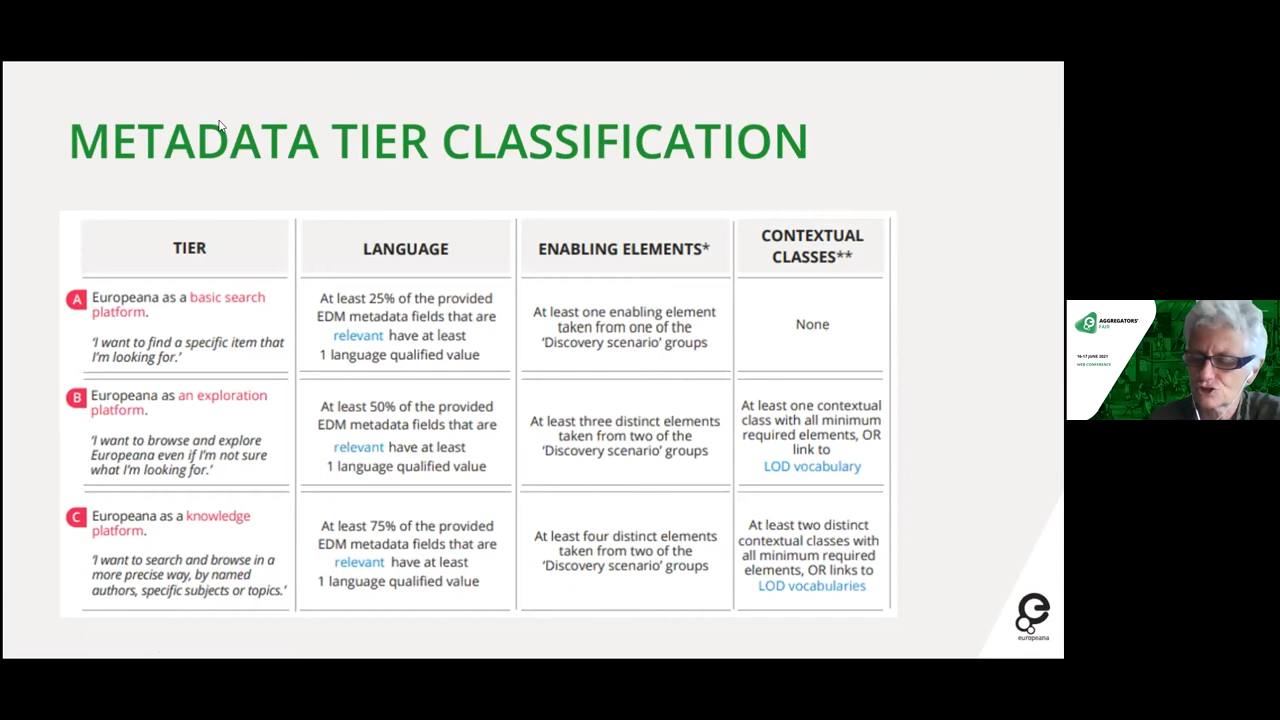 METADATA TIER CLASSIFICATION
TIER
LANGUAGE
ENABLING ELEMENTS*
CONTEXTUAL
CLASSES**
A
Europeana as a basic search
platform.
'I want to find a specific item that
I'm looking for.'
At least 25% of the provided
EDM metadata fields that are
relevant have at least
1 language qualified value
At least one enabling element
taken from one of the
'Discovery scenario' groups
None
B
Europeana as an exploration
platform.
'I want to browse and explore
Europeana even if I'm not sure
what I'm looking for.'
At least 50% of the provided
EDM metadata fields that are
relevant have at least
1 language qualified value
At least three distinct elements
taken from two of the
'Discovery scenario' groups
At least one contextual
class with all minimum
required elements, OR
link to
LOD vocabulary
C
Europeana as a knowledge
platform.
'I want to search and browse in a
more precise way, by named
authors, specific subjects or topics.'
At least 75% of the provided
EDM metadata fields that are
relevant have at least
1 language qualified value
At least four distinct elements
taken from two of the
'Discovery scenario' groups
At least two distinct
contextual classes with
all minimum required
elements, OR links to
LOD vocabularies
europeana
AGGREGATORS'
FAIR
16-17 JUNE 2021
WEB CONFERENCE